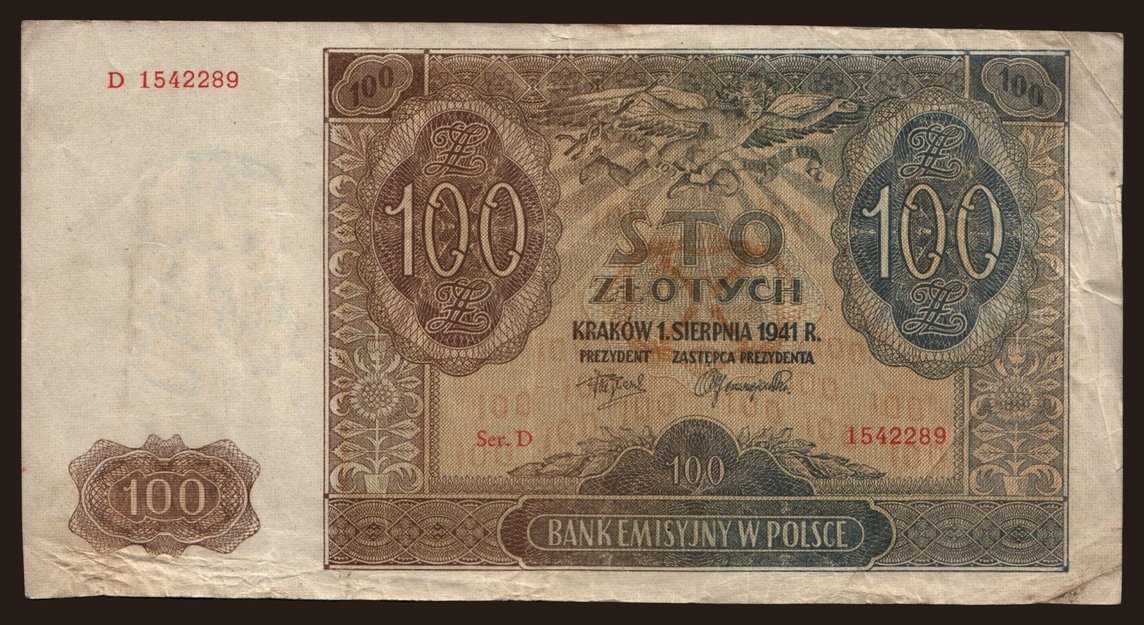 D 1542289
100
100
100
100
STO
ZŁOTYCH
KRAKÓW 1. SIERPNIA 1941 R.
PREZYDENT ZASTĘPCA PREZYDENTA
Ser. D
1542289
100
100
BANK EMISYJNY W POLSCE